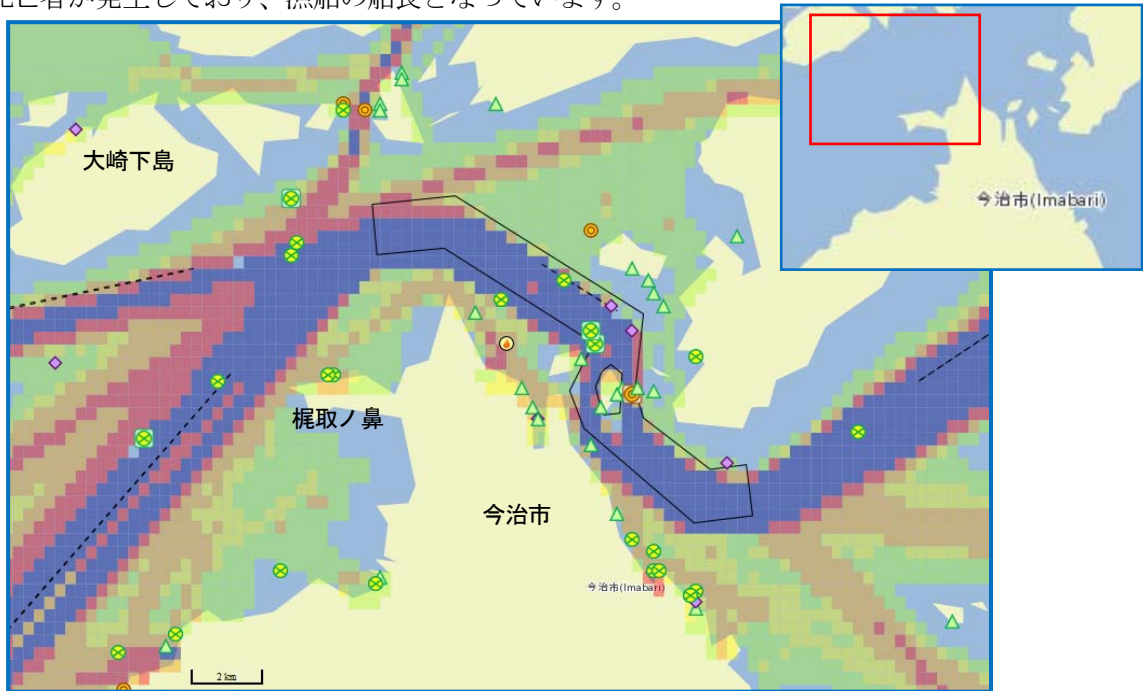 死亡者が発生しており、漁船の船長となっています。
今治市(Imabari)
大崎下島
梶取ノ鼻
今治市
今治市(Imabari)
2 km